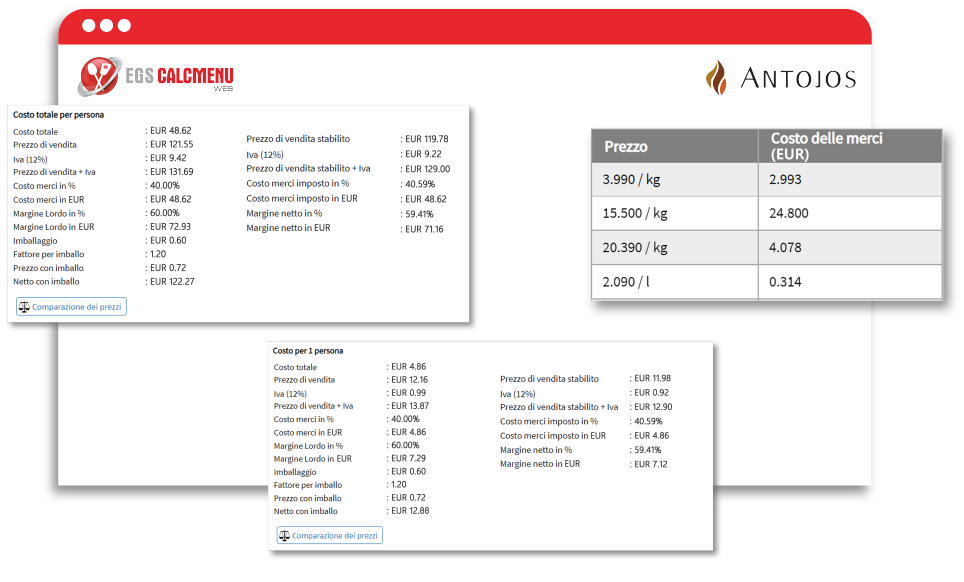 EGS CALCMENU
WEB
ANTOJOS
Costo totale per persona
Costo totale : EUR 48.62
Prezzo di vendita : EUR 121.55
Iva (12%) : EUR 9.42
Prezzo di vendita + Iva : EUR 131.69
Costo merci in % : 40.00%
Costo merci in EUR : EUR 48.62
Margine Lordo in % : 60.00%
Margine Lordo in EUR : EUR 72.93
Imballaggio : EUR 0.60
Fattore per imballo : 1.20
Prezzo con imballo : EUR 0.72
Netto con imballo : EUR 122.27
Prezzo di vendita stabilito : EUR 119.78
Iva (12%) : EUR 9.22
Prezzo di vendita stabilito + Iva : EUR 129.00
Costo merci imposto in % : 40.59%
Costo merci imposto in EUR : EUR 48.62
Margine netto in % : 59.41%
Margine netto in EUR : EUR 71.16
Comparazione dei prezzi
Prezzo Costo delle merci
(EUR)
3.990 / kg 2.993
15.500 / kg 24.800
20.390 / kg 4.078
2.090 / l 0.314
Costo per 1 persona
Costo totale : EUR 4.86
Prezzo di vendita : EUR 12.16
Iva (12%) : EUR 0.99
Prezzo di vendita + Iva : EUR 13.87
Costo merci in % : 40.00%
Costo merci in EUR : EUR 4.86
Margine Lordo in % : 60.00%
Margine Lordo in EUR : EUR 7.29
Imballaggio : EUR 0.60
Fattore per imballo : 1.20
Prezzo con imballo : EUR 0.72
Netto con imballo : EUR 12.88
Prezzo di vendita stabilito : EUR 11.98
Iva (12%) : EUR 0.92
Prezzo di vendita stabilito + Iva : EUR 12.90
Costo merci imposto in % : 40.59%
Costo merci imposto in EUR : EUR 4.86
Margine netto in % : 59.41%
Margine netto in EUR : EUR 7.12
Comparazione dei prezzi